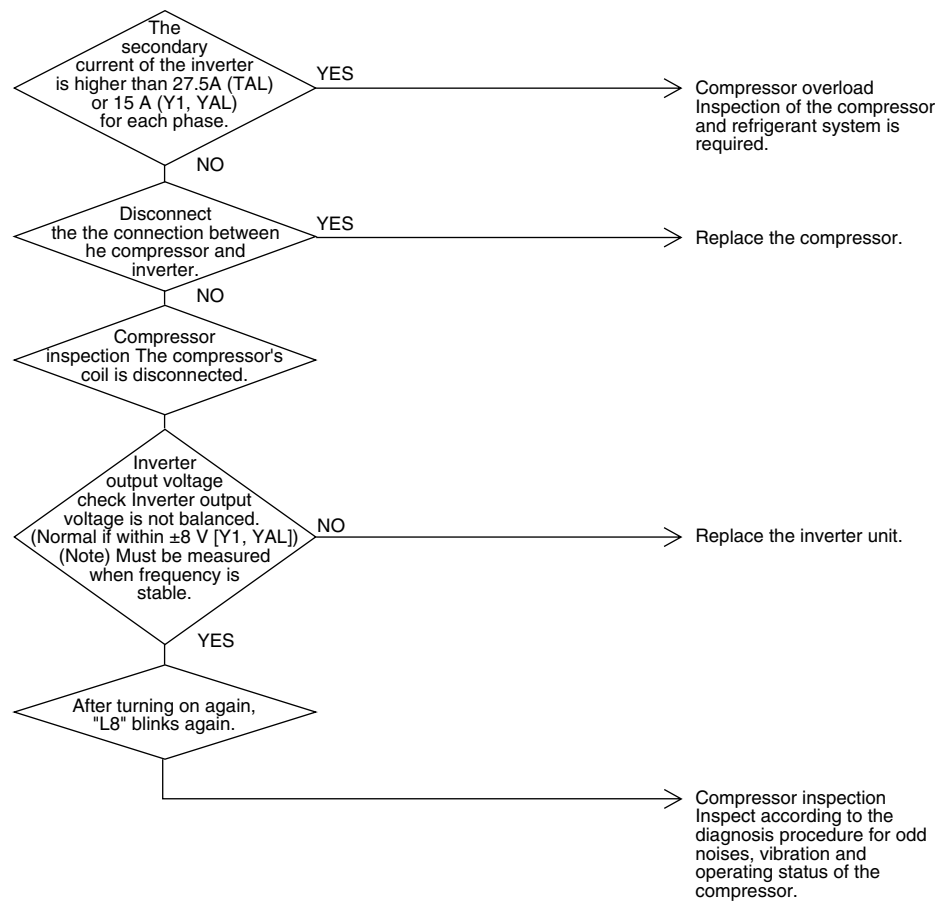 The
secondary
current of the inverter
is higher than 27.5A (TAL)
or 15 A (Y1, YAL)
for each phase.
YES
Compressor overload
Inspection of the compressor
and refrigerant system is
required.
NO
Disconnect
the the connection between
he compressor and
inverter.
YES
Replace the compressor.
NO
Compressor
inspection The compressor's
coil is disconnected.
Inverter
output voltage
check Inverter output
voltage is not balanced.
(Normal if within ±8 V [Y1, YAL])
(Note) Must be measured
when frequency is
stable.
NO
Replace the inverter unit.
YES
After turning on again,
"L8" blinks again.
Compressor inspection
Inspect according to the
diagnosis procedure for odd
noises, vibration and
operating status of the
compressor.